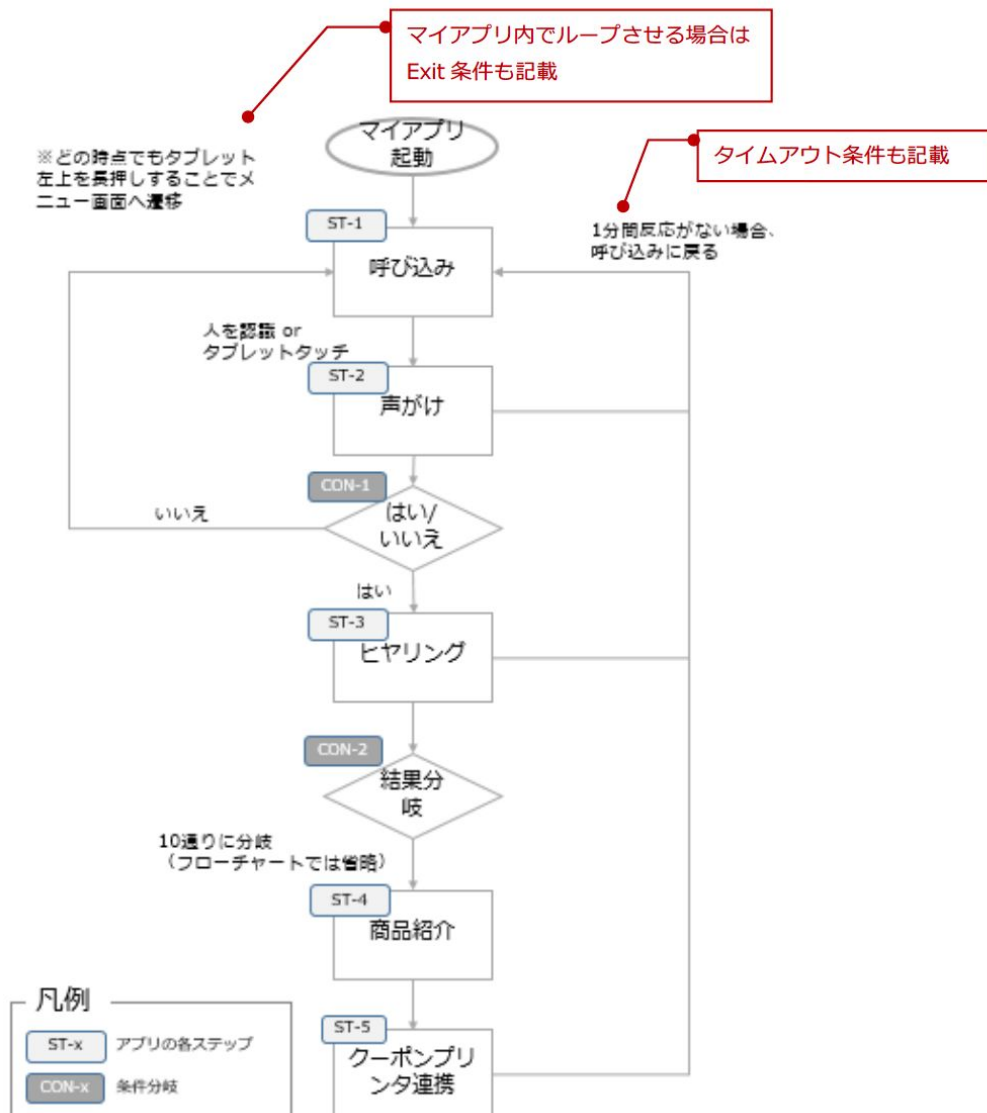 マイアプリ内でループさせる場合は
Exit 条件も記載
マイアプリ
起動
タイムアウト条件も記載
※どの時点でもタブレット
左上を長押しすることでメ
ニュー画面へ遷移
ST-1
呼び込み
1分間反応がない場合、
呼び込みに戻る
人を認識 or
タブレットタッチ
ST-2
声がけ
CON-1
はい/
いいえ
いいえ
はい
ST-3
ヒヤリング
CON-2
結果分
岐
10通りに分岐
（フローチャートでは省略）
ST-4
商品紹介
凡例
ST-x
アプリの各ステップ
CON-x
条件分岐
ST-5
クーポンプリ
ンタ連携